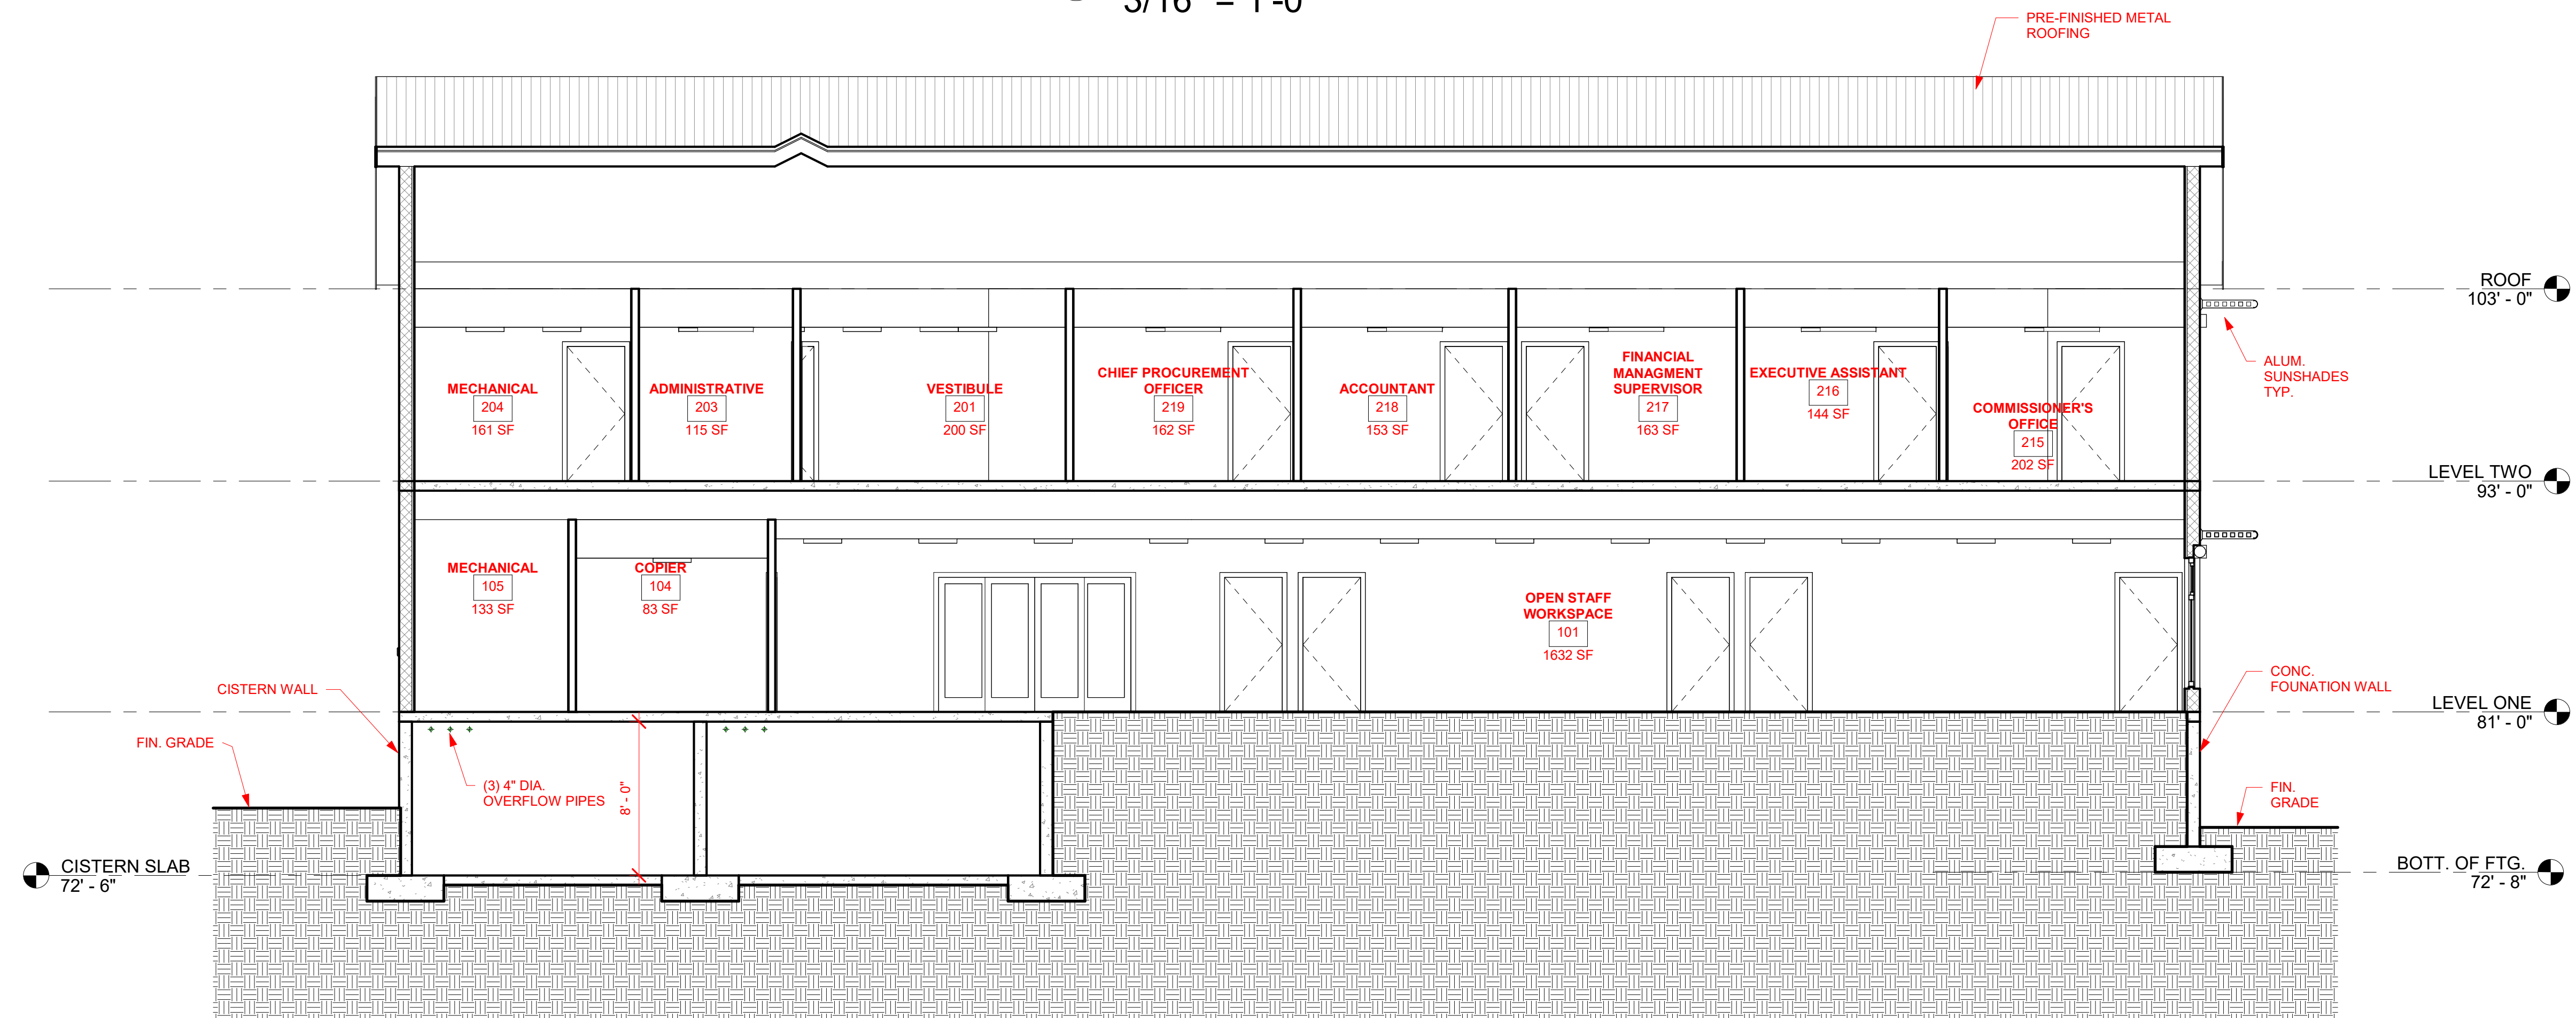 3/16" = 1'-0"
PRE-FINISHED METAL
ROOFING
ROOF
103' - 0"
ALUM.
SUNSHADES
TYP.
MECHANICAL
204
161 SF
ADMINISTRATIVE
203
115 SF
VESTIBULE
201
200 SF
CHIEF PROCUREMENT
OFFICER
219
162 SF
ACCOUNTANT
218
153 SF
FINANCIAL
MANAGMENT
SUPERVISOR
217
163 SF
EXECUTIVE ASSISTANT
216
144 SF
COMMISSIONER'S
OFFICE
215
202 SF
LEVEL TWO
93' - 0"
MECHANICAL
105
133 SF
COPIER
104
83 SF
OPEN STAFF
WORKSPACE
101
1632 SF
CISTERN WALL
CONC.
FOUNATION WALL
LEVEL ONE
81' - 0"
FIN. GRADE
(3) 4" DIA.
OVERFLOW PIPES
8' - 0"
FIN.
GRADE
CISTERN SLAB
72' - 6"
BOTT. OF FTG.
72' - 8"